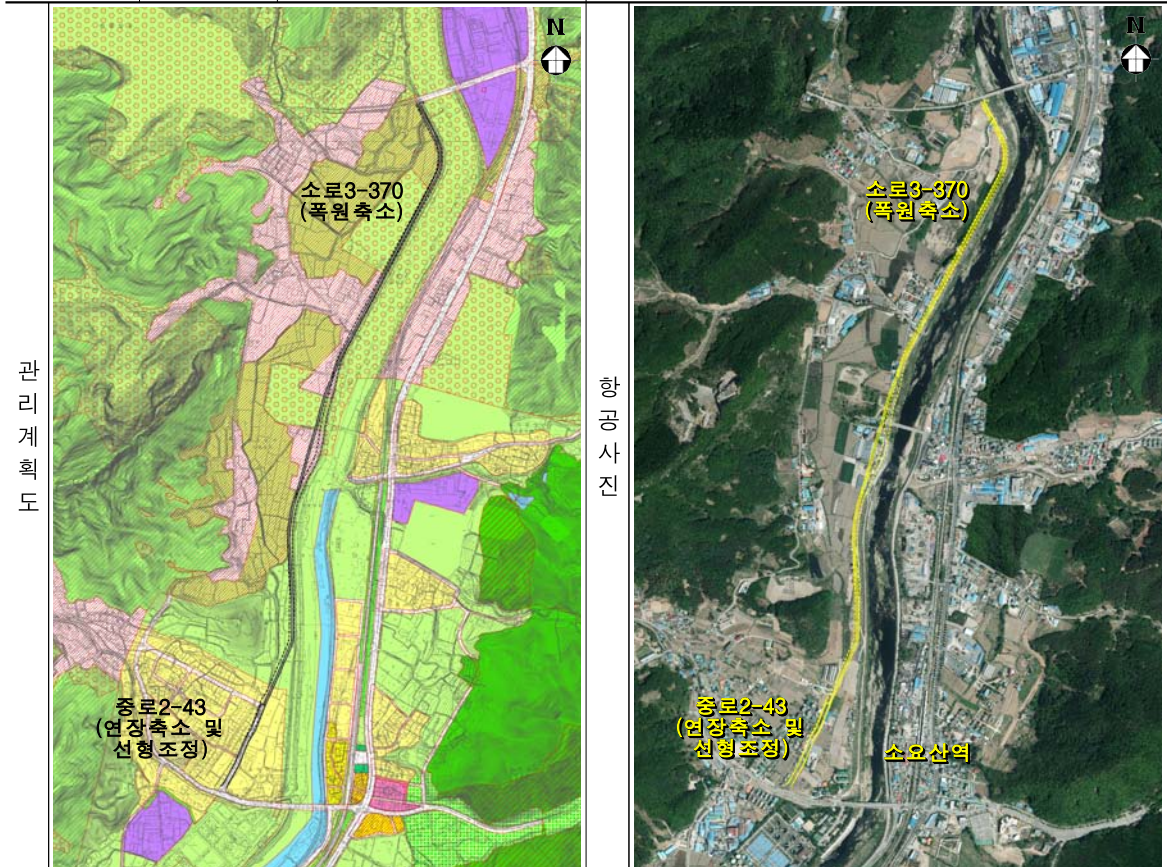 관리계획도
N
소로3-370
(폭원축소)
중로2-43
(연장축소 및
선형조정)
항공사진
N
소로3-370
(폭원축소)
중로2-43
(연장축소 및
선형조정)
소요산역